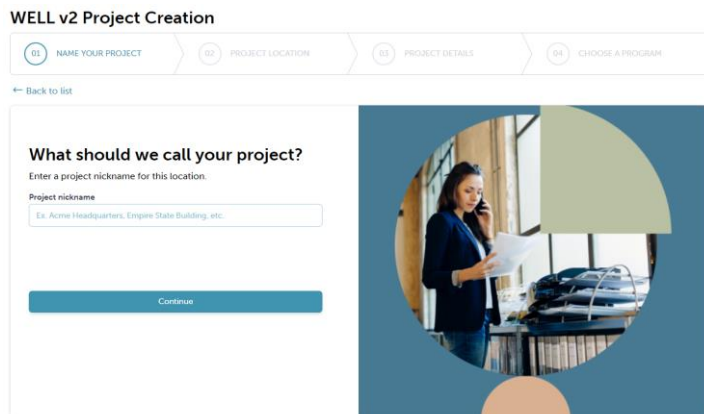 WELL v2 Project Creation
01 NAME YOUR PROJECT 02 PROJECT LOCATION 03 PROJECT DETAILS 04 CHOOSE A PROGRAM
← Back to list
What should we call your project?
Enter a project nickname for this location.
Project nickname
Ex. Acme Headquarters, Empire State Building, etc.
Continue